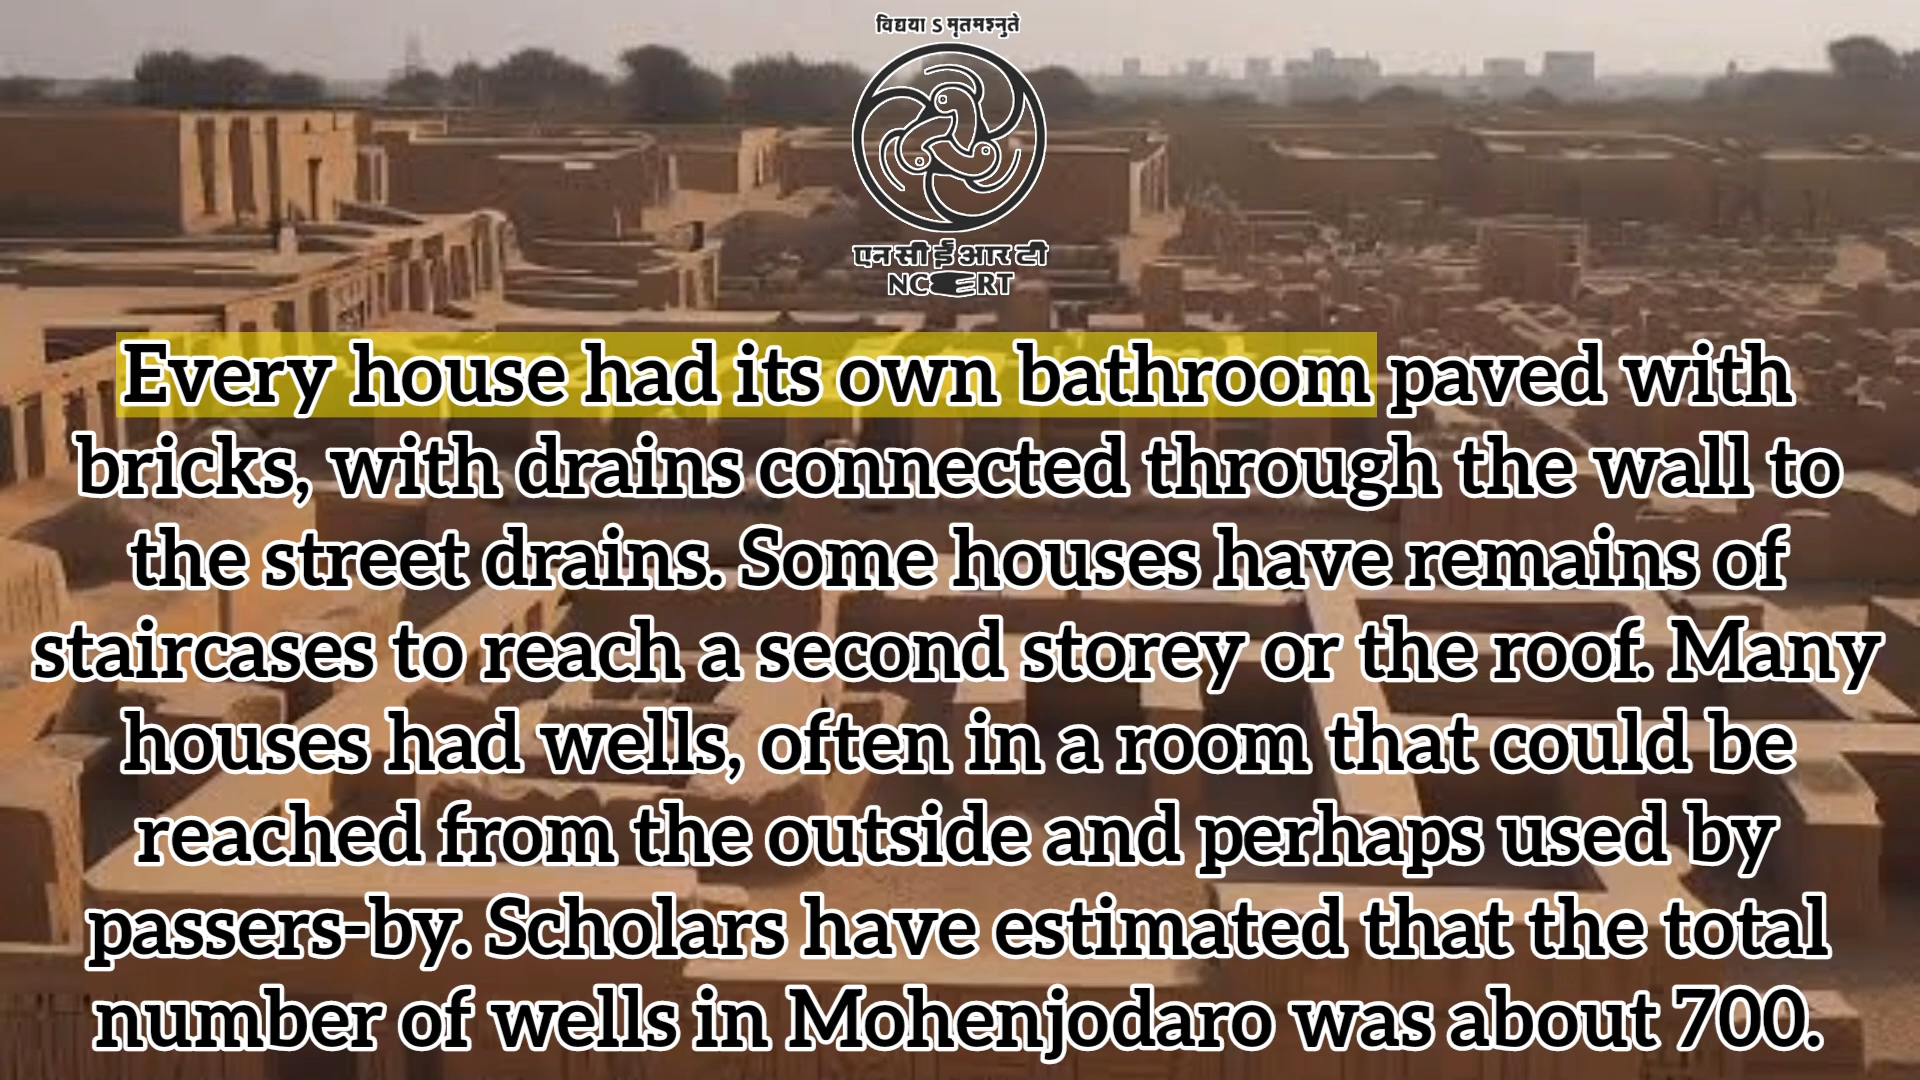 विद्यया ऽ मृतमश्नुते
एन सी ई आर टी
NCERT
Every house had its own bathroom paved with
bricks, with drains connected through the wall to
the street drains. Some houses have remains of
staircases to reach a second storey or the roof. Many
houses had wells, often in a room that could be
reached from the outside and perhaps used by
passers-by. Scholars have estimated that the total
number of wells in Mohenjodaro was about 700.